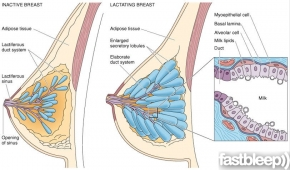 INACTIVE BREAST
Adipose tissue
Lactiferous
duct system
Lactiferous
sinus
Opening
of sinus
LACTATING BREAST
Adipose tissue
Enlarged
secretory lobules
Elaborate
duct system
Myoepithelial cell
Basal lamina
Alveolar cell
Milk lipids
Duct
Milk
fastbleep))